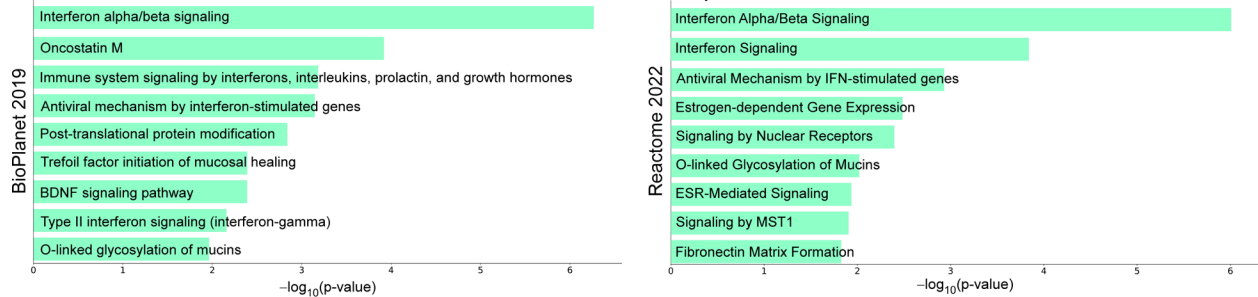 BioPlanet 2019
Interferon alpha/beta signaling
Oncostatin M
Immune system signaling by interferons, interleukins, prolactin, and growth hormones
Antiviral mechanism by interferon-stimulated genes
Post-translational protein modification
Trefoil factor initiation of mucosal healing
BDNF signaling pathway
Type II interferon signaling (interferon-gamma)
O-linked glycosylation of mucins
0 1 2 3 4 5 6
−log10(p-value)
Reactome 2022
Interferon Alpha/Beta Signaling
Interferon Signaling
Antiviral Mechanism by IFN-stimulated genes
Estrogen-dependent Gene Expression
Signaling by Nuclear Receptors
O-linked Glycosylation of Mucins
ESR-Mediated Signaling
Signaling by MST1
Fibronectin Matrix Formation
0 1 2 3 4 5 6
−log10(p-value)